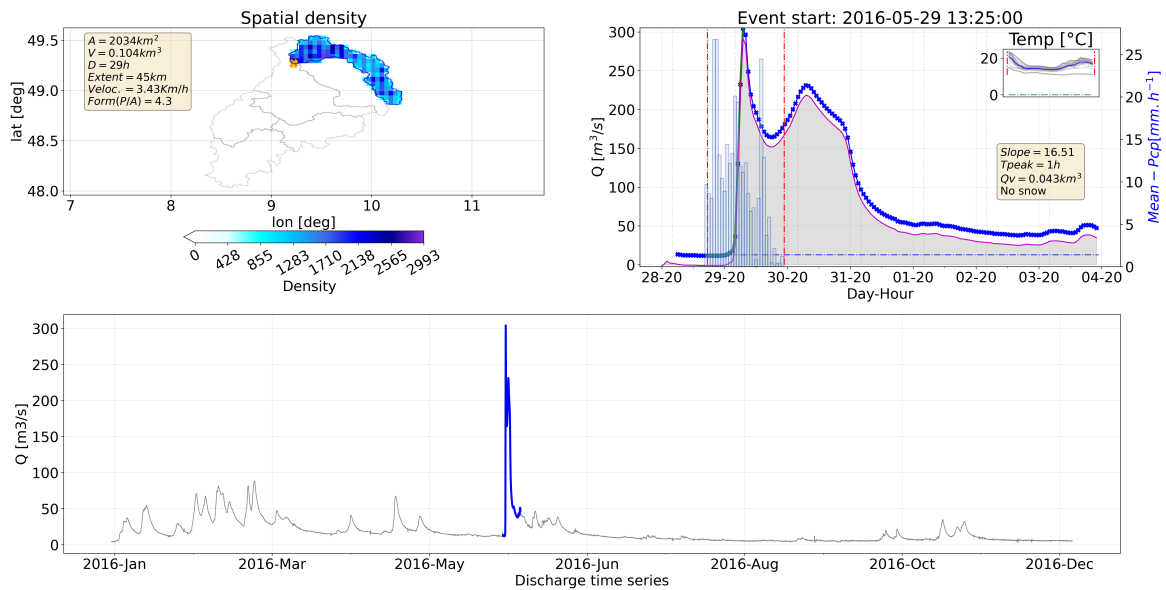 Spatial density
A = 2034km²
V = 0.104km³
D = 29h
Extent = 45km
Veloc. = 3.43Km/h
Form(P/A) = 4.3
49.5
49.0
48.5
48.0
lat [deg]
7 8 9 10 11
lon [deg]
0 428 855 1283 1710 2138 2565 2993
Density
Event start: 2016-05-29 13:25:00
300
250
200
150
100
50
0
Q [m³/s]
Temp [°C]
20
0
Slope = 16.51
Tpeak = 1h
Qv = 0.043km³
No snow
25
20
15
10
5
0
Mean − Pcp[mm. h⁻¹]
28-20 29-20 30-20 31-20 01-20 02-20 03-20 04-20
Day-Hour
300
250
200
150
100
50
0
Q [m3/s]
2016-Jan 2016-Mar 2016-May 2016-Jun 2016-Aug 2016-Oct 2016-Dec
Discharge time series